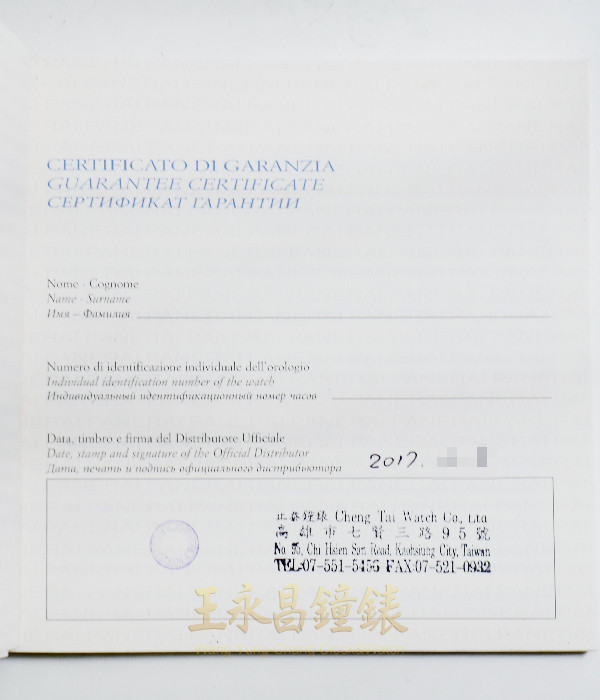 CERTIFICATO DI GARANZIA
GUARANTEE CERTIFICATE
СЕРТИФИКАТ ГАРАНТИИ
Nome - Cognome
Name - Surname
Имя – Фамилия
Numero di identificazione individuale dell'orologio
Individual identification number of the watch
Индивидуальный идентификационный номер часов
Data, timbro e firma del Distributore Ufficiale
Date, stamp and signature of the Official Distributor
Дата, печать и подпись официального дистрибьютора
2017.
正泰鐘錶 Cheng Tai Watch Co., Ltd
高雄市七賢三路95號
No 95, Chi Hsien San Road, Kaohsiung City, Taiwan
TEL:07-551-5456 FAX:07-521-0932
王永昌鐘錶